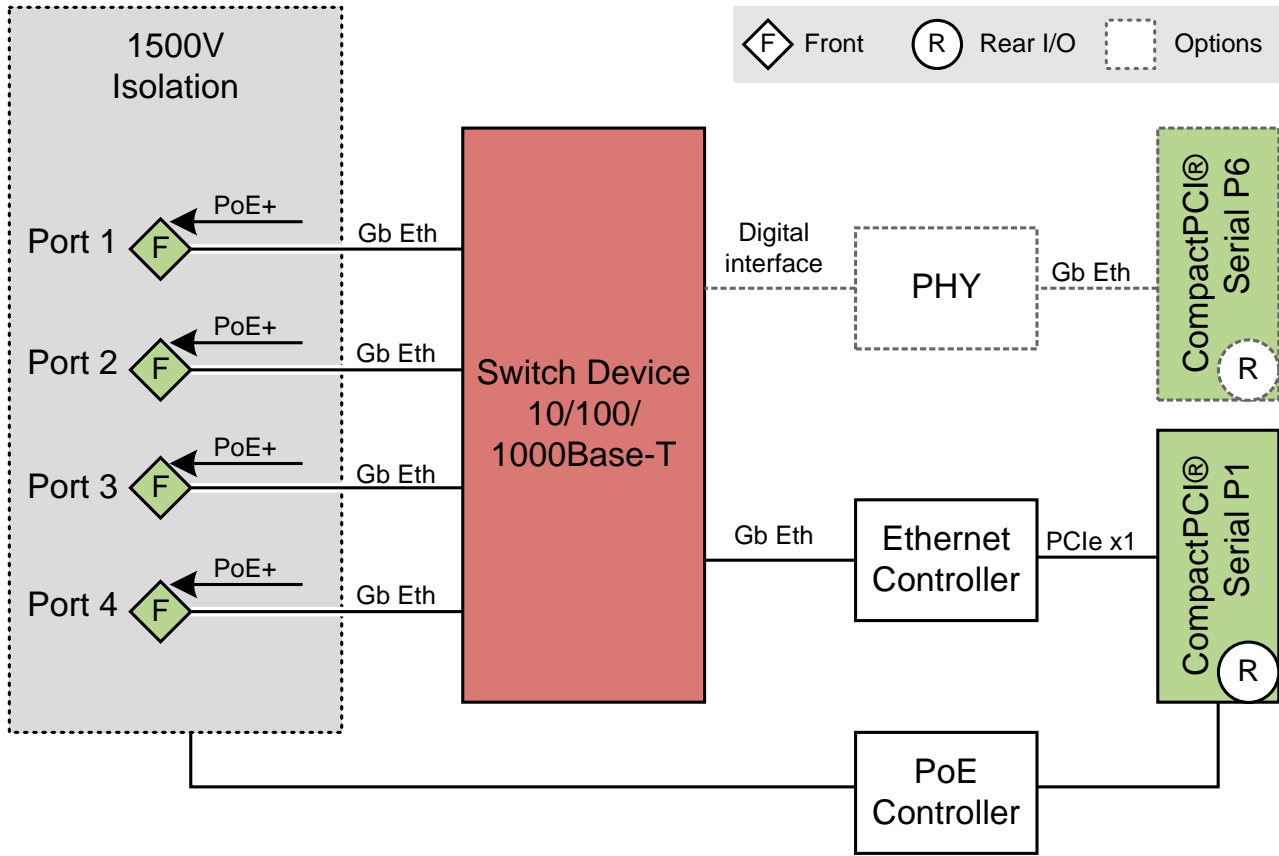 1500V
Isolation
F Front
R Rear I/O
Options
PoE+
Port 1
F
Gb Eth
PoE+
Port 2
F
Gb Eth
PoE+
Port 3
F
Gb Eth
PoE+
Port 4
F
Gb Eth
Switch Device
10/100/
1000Base-T
Digital
interface
PHY
Gb Eth
CompactPCI®
Serial P6
R
Gb Eth
Ethernet
Controller
PCIe x1
CompactPCI®
Serial P1
R
PoE
Controller